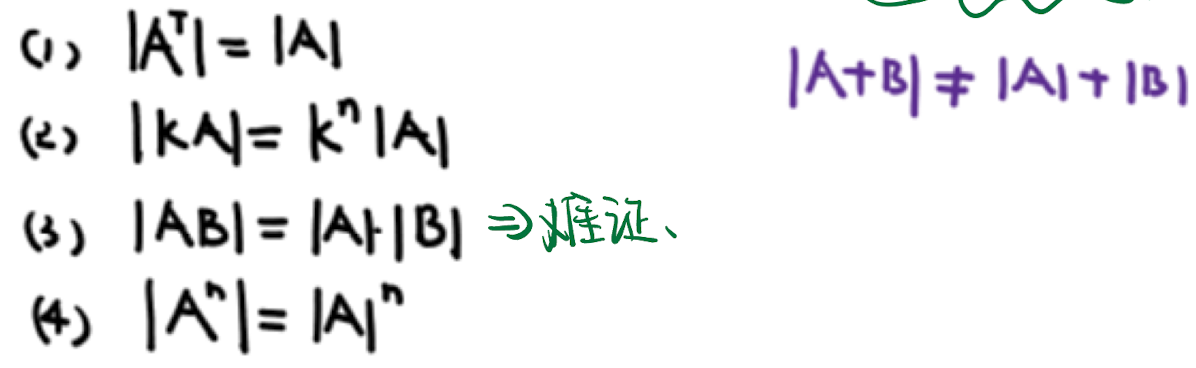 (1) |Aᵀ| = |A|
|A+B| ≠ |A| + |B|
(2) |KA| = Kⁿ|A|
(3) |AB| = |A|·|B| ⇒ 难证、
(4) |Aⁿ| = |A|ⁿ